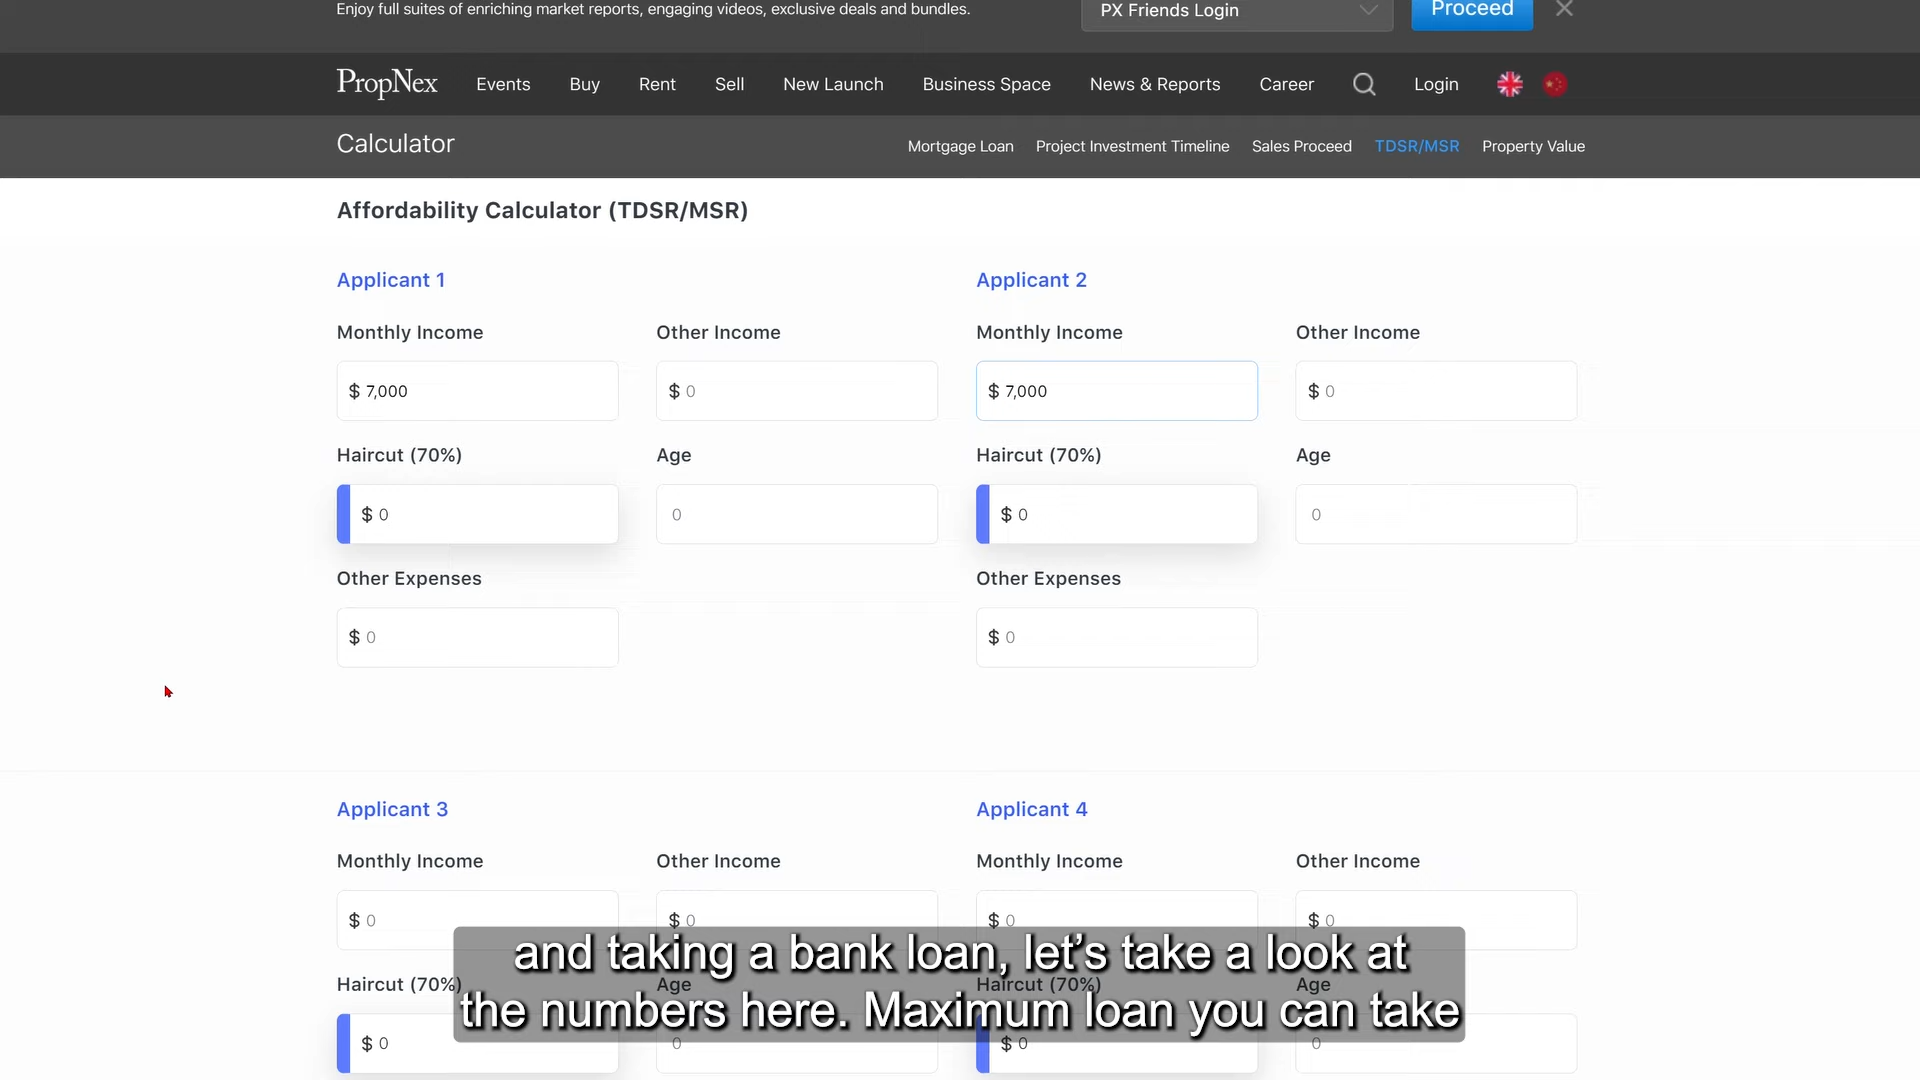 Enjoy full suites of enriching market reports, engaging videos, exclusive deals and bundles.
PX Friends Login
Proceed
PropNex
Events
Buy
Rent
Sell
New Launch
Business Space
News & Reports
Career
Login
Calculator
Mortgage Loan
Project Investment Timeline
Sales Proceed
TDSR/MSR
Property Value
Affordability Calculator (TDSR/MSR)
Applicant 1
Applicant 2
Monthly Income
Other Income
Monthly Income
Other Income
$ 7,000
$ 0
$ 7,000
$ 0
Haircut (70%)
Age
Haircut (70%)
Age
$ 0
0
$ 0
0
Other Expenses
Other Expenses
$ 0
$ 0
Applicant 3
Applicant 4
Monthly Income
Other Income
Monthly Income
Other Income
$ 0
$ 0
$ 0
$ 0
and taking a bank loan, let's take a look at
Haircut (70%)
Age
Haircut (70%)
Age
the numbers here. Maximum loan you can take
$ 0
0
$ 0
0